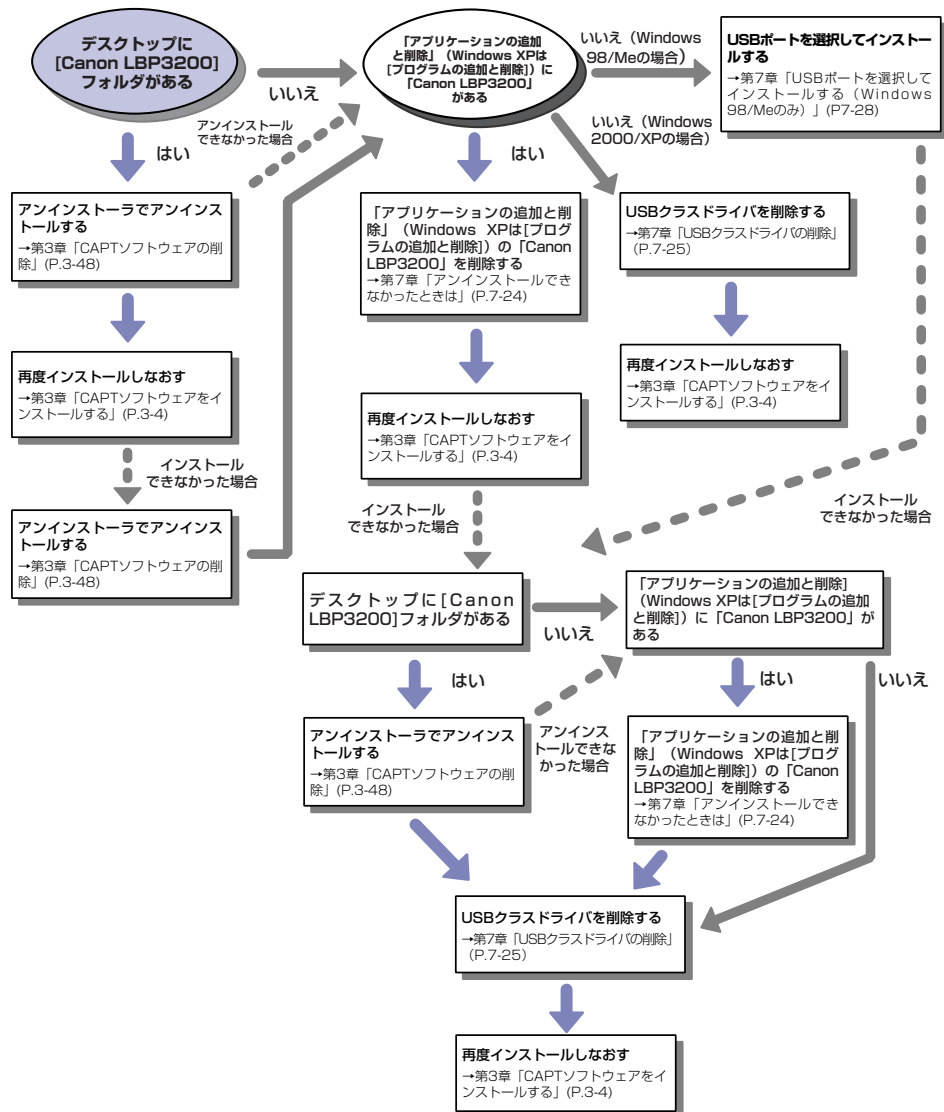 デスクトップに
[Canon LBP3200]
フォルダがある
いいえ
「アプリケーションの追加
と削除」（Windows XPは
[プログラムの追加と削除]）に
「Canon LBP3200」
がある
いいえ（Windows
98/Meの場合）
USBポートを選択してインストー
ルする
→第7章「USBポートを選択して
インストールする（Windows
98/Meのみ）」(P7-28)
アンインストール
できなかった場合
いいえ（Windows
2000/XPの場合）
はい
はい
アンインストーラでアンインス
トールする
→第3章「CAPTソフトウェアの削
除」(P.3-48)
「アプリケーションの追加と削
除」（Windows XPは[プログ
ラムの追加と削除]）の「Canon
LBP3200」を削除する
→第7章「アンインストールでき
なかったときは」(P.7-24)
USBクラスドライバを削除する
→第7章「USBクラスドライバの削除」
（P.7-25）
再度インストールしなおす
→第3章「CAPTソフトウェアをイ
ンストールする」(P.3-4)
再度インストールしなおす
→第3章「CAPTソフトウェアをイ
ンストールする」(P.3-4)
再度インストールしなおす
→第3章「CAPTソフトウェアをイ
ンストールする」(P.3-4)
インストール
できなかった場合
アンインストーラでアンインス
トールする
→第3章「CAPTソフトウェアの削
除」(P.3-48)
インストール
できなかった場合
インストール
できなかった場合
デスクトップに[Canon
LBP3200]フォルダがある
いいえ
「アプリケーションの追加と削除]
（Windows XPは[プログラムの追加
と削除]）に「Canon LBP3200」が
ある
はい
はい
いいえ
アンインストーラでアンインス
トールする
→第3章「CAPTソフトウェアの削
除」(P.3-48)
アンインス
トールできな
かった場合
「アプリケーションの追加と削
除」（Windows XPは[プログ
ラムの追加と削除]）の「Canon
LBP3200」を削除する
→第7章「アンインストールでき
なかったときは」(P.7-24)
USBクラスドライバを削除する
→第7章「USBクラスドライバの削除」
（P.7-25）
再度インストールしなおす
→第3章「CAPTソフトウェアをイ
ンストールする」(P.3-4)